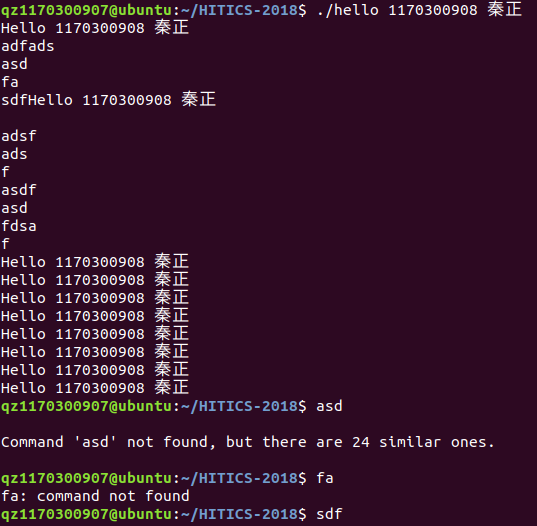 qz1170300907@ubuntu:~/HITICS-2018$ ./hello 1170300908 秦正
Hello 1170300908 秦正
adfads
asd
fa
sdfHello 1170300908 秦正
adsf
ads
f
asdf
asd
fdsa
f
Hello 1170300908 秦正
Hello 1170300908 秦正
Hello 1170300908 秦正
Hello 1170300908 秦正
Hello 1170300908 秦正
Hello 1170300908 秦正
Hello 1170300908 秦正
Hello 1170300908 秦正
qz1170300907@ubuntu:~/HITICS-2018$ asd
Command 'asd' not found, but there are 24 similar ones.
qz1170300907@ubuntu:~/HITICS-2018$ fa
fa: command not found
qz1170300907@ubuntu:~/HITICS-2018$ sdf